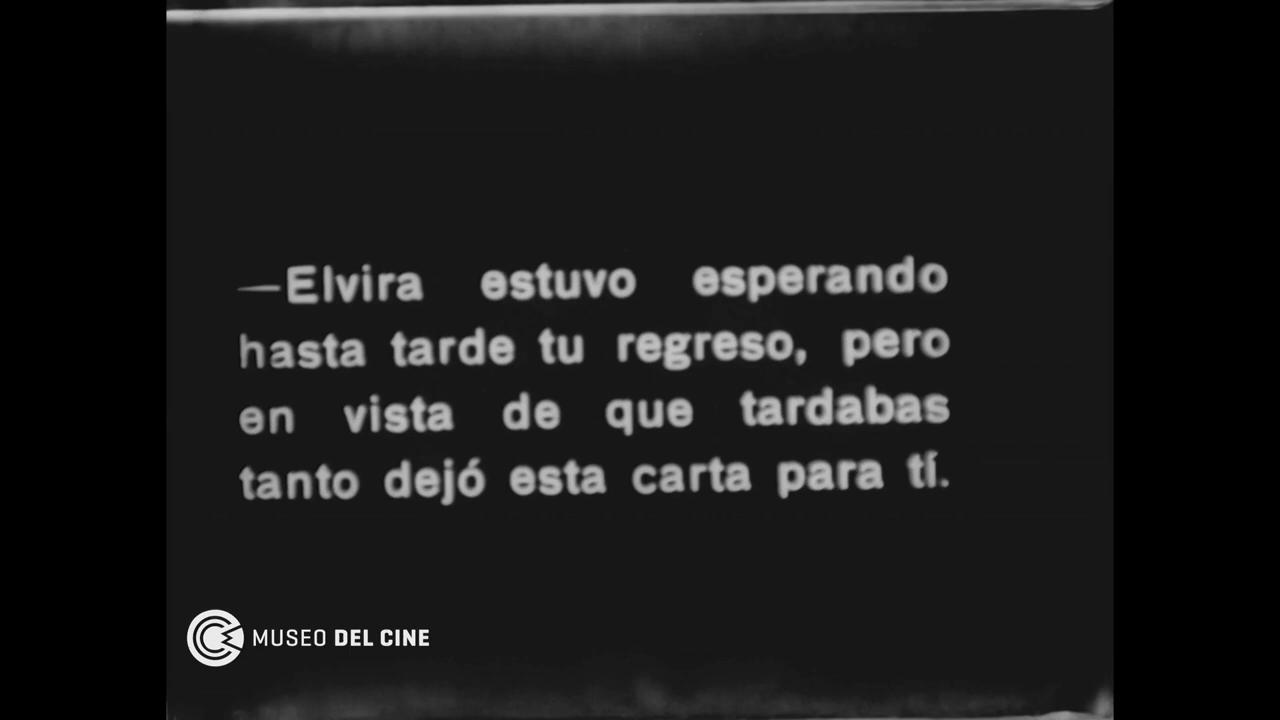 —Elvira estuvo esperando
hasta tarde tu regreso, pero
en vista de que tardabas
tanto dejó esta carta para tí.
MUSEO DEL CINE